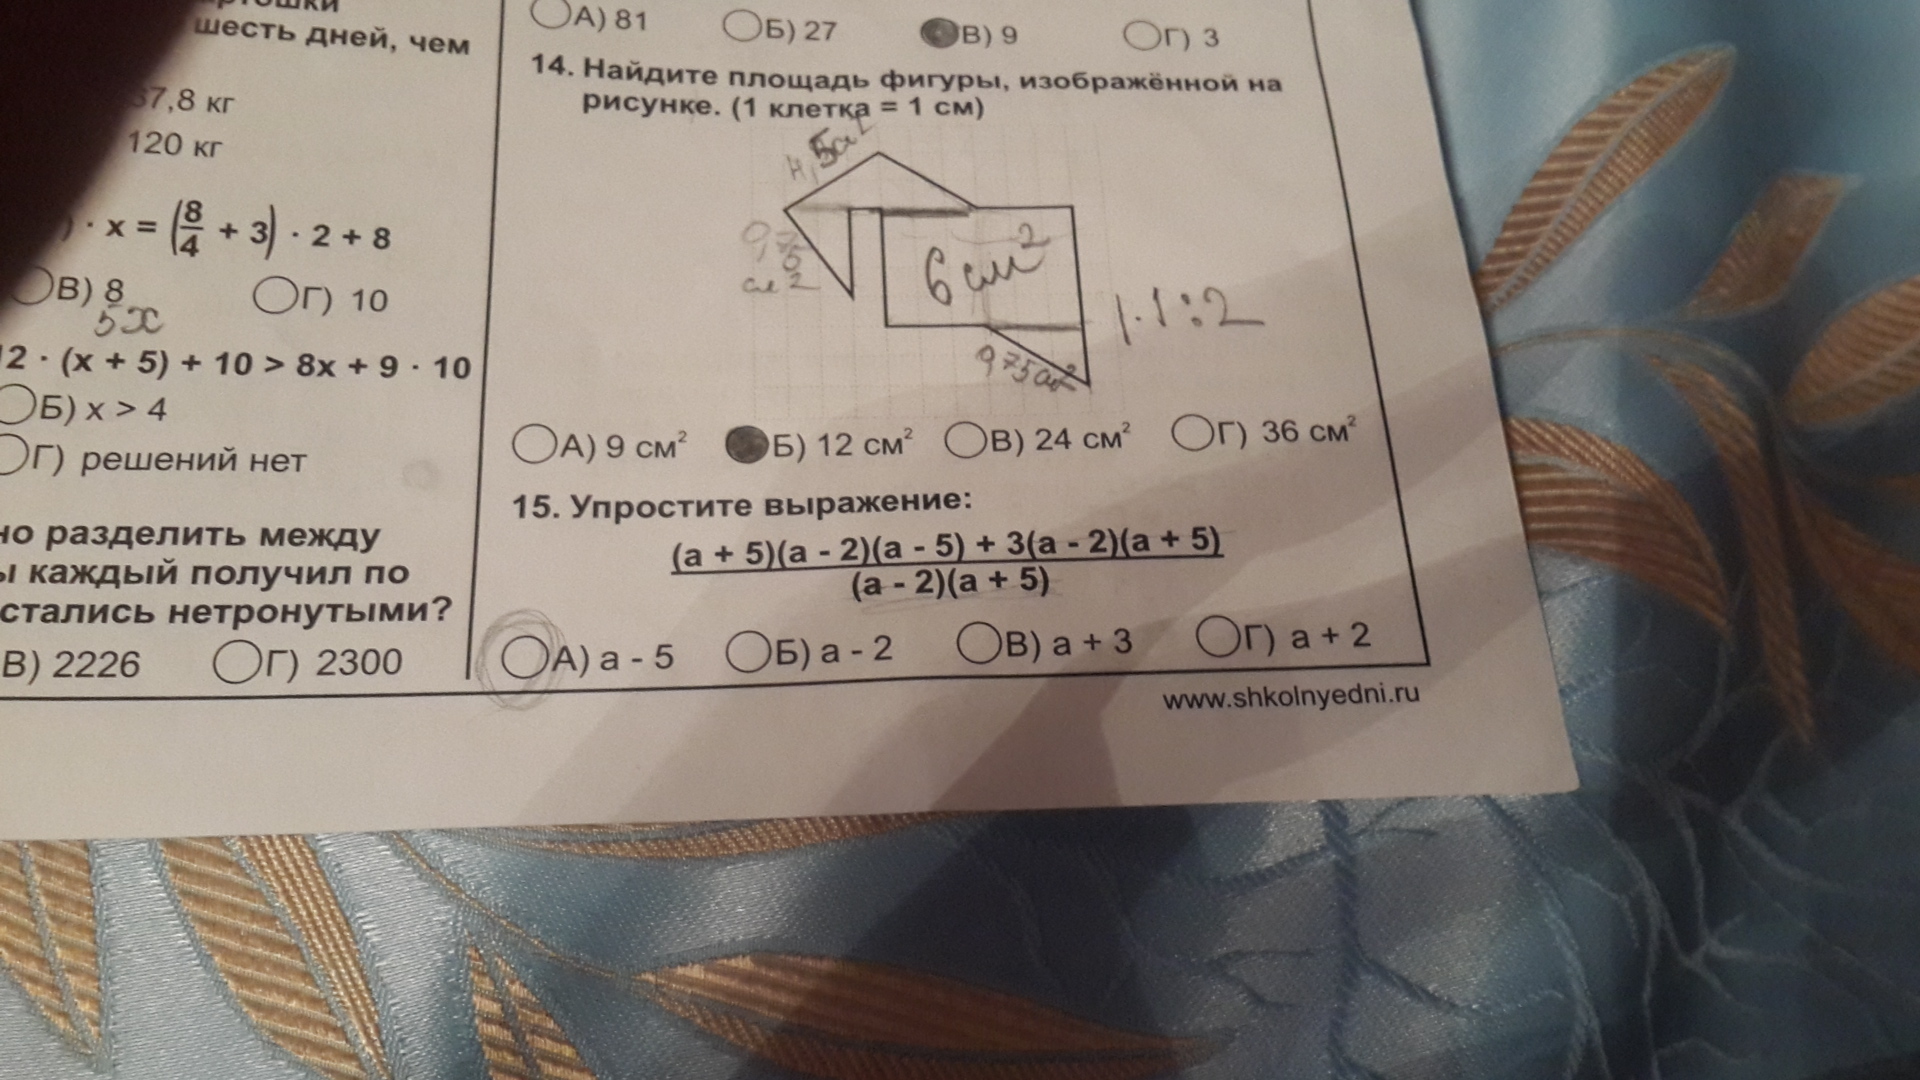 шесть дней, чем
7,8 кг
120 кг
) · x = (8/4 + 3) · 2 + 8
В) 8 Г) 10
5x
2 · (x + 5) + 10 > 8x + 9 · 10
Б) x > 4
Г) решений нет
но разделить между
каждый получил по
стались нетронутыми?
В) 2226 Г) 2300
А) 81 Б) 27 В) 9 Г) 3
14. Найдите площадь фигуры, изображённой на
рисунке. (1 клетка = 1 см)
6 см²
1·1:2
А) 9 см² Б) 12 см² В) 24 см² Г) 36 см²
15. Упростите выражение:
(a + 5)(a - 2)(a - 5) + 3(a - 2)(a + 5)
(a - 2)(a + 5)
А) a - 5 Б) a - 2 В) a + 3 Г) a + 2
www.shkolnyedni.ru